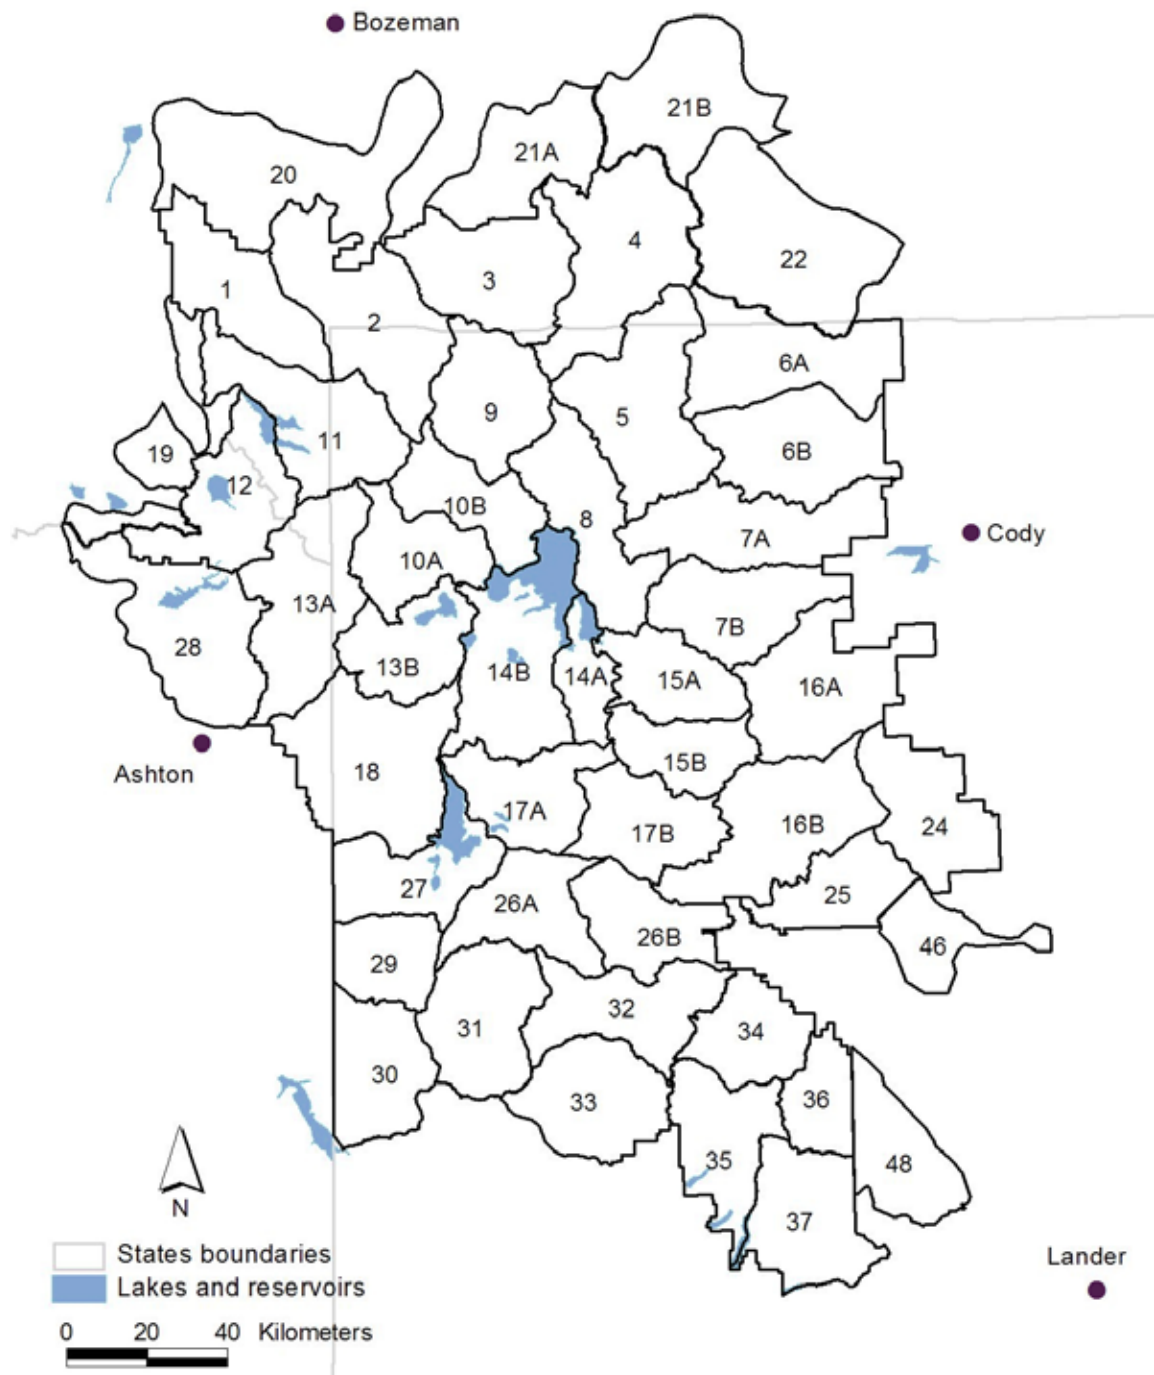 Bozeman
21B
21A
20
4
22
3
1
2
6A
9
5
11
6B
19
12
10B
8
7A
Cody
10A
13A
28
7B
13B
14B
14A
15A
16A
Ashton
18
15B
17A
17B
16B
24
27
26A
25
26B
46
29
32
31
34
30
33
36
35
48
37
N
States boundaries
Lakes and reservoirs
Lander
0 20 40 Kilometers